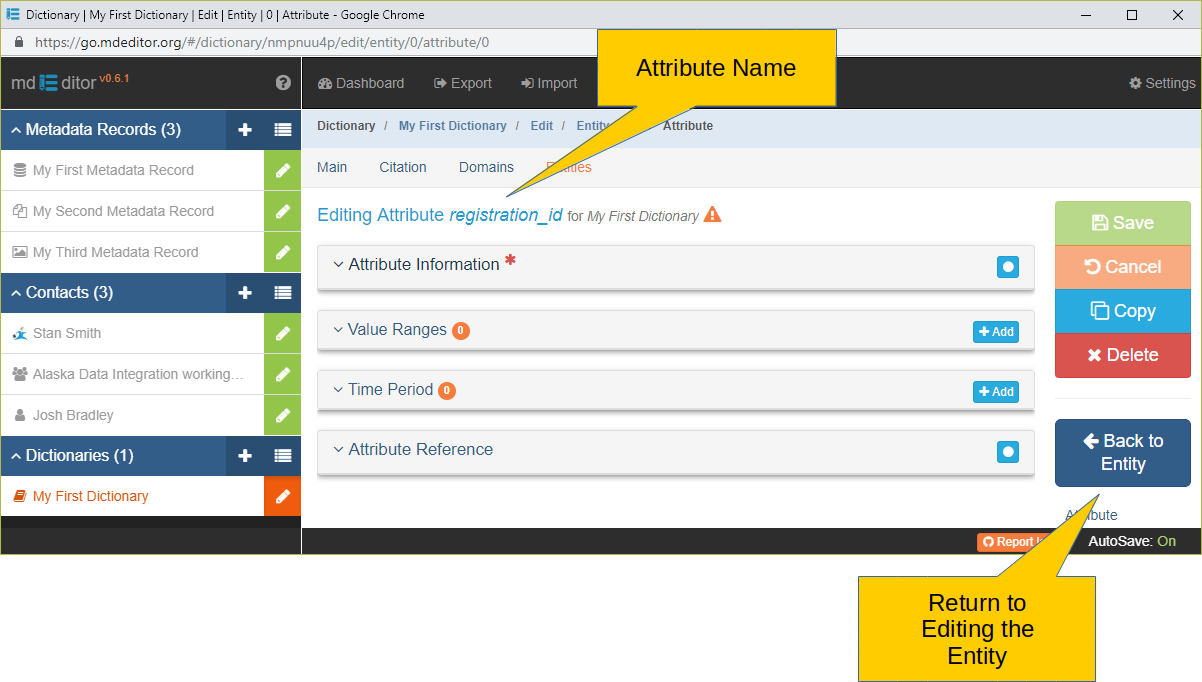 Dictionary | My First Dictionary | Edit | Entity | 0 | Attribute - Google Chrome
https://go.mdeditor.org/#/dictionary/nmpnuu4p/edit/entity/0/attribute/0
md ditor v0.6.1
Dashboard Export Import Settings
Attribute Name
Metadata Records (3)
My First Metadata Record
My Second Metadata Record
My Third Metadata Record
Contacts (3)
Stan Smith
Alaska Data Integration working...
Josh Bradley
Dictionaries (1)
My First Dictionary
Dictionary / My First Dictionary / Edit / Entity Attribute
Main Citation Domains
Editing Attribute registration_id for My First Dictionary
Attribute Information *
Value Ranges 0 Add
Time Period 0 Add
Attribute Reference
Save
Cancel
Copy
Delete
Back to
Entity
Report
AutoSave: On
Return to
Editing the
Entity